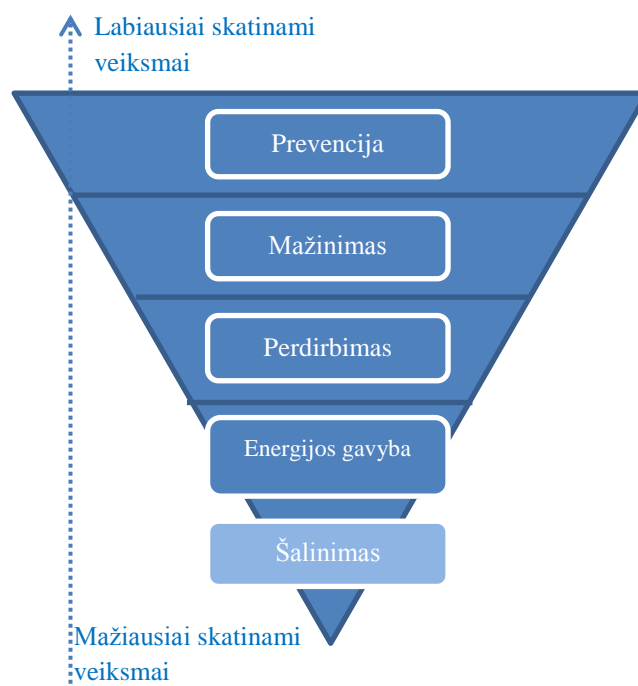 Labiausiai skatinami
veiksmai
Prevencija
Mažinimas
Perdirbimas
Energijos gavyba
Šalinimas
Mažiausiai skatinami
veiksmai